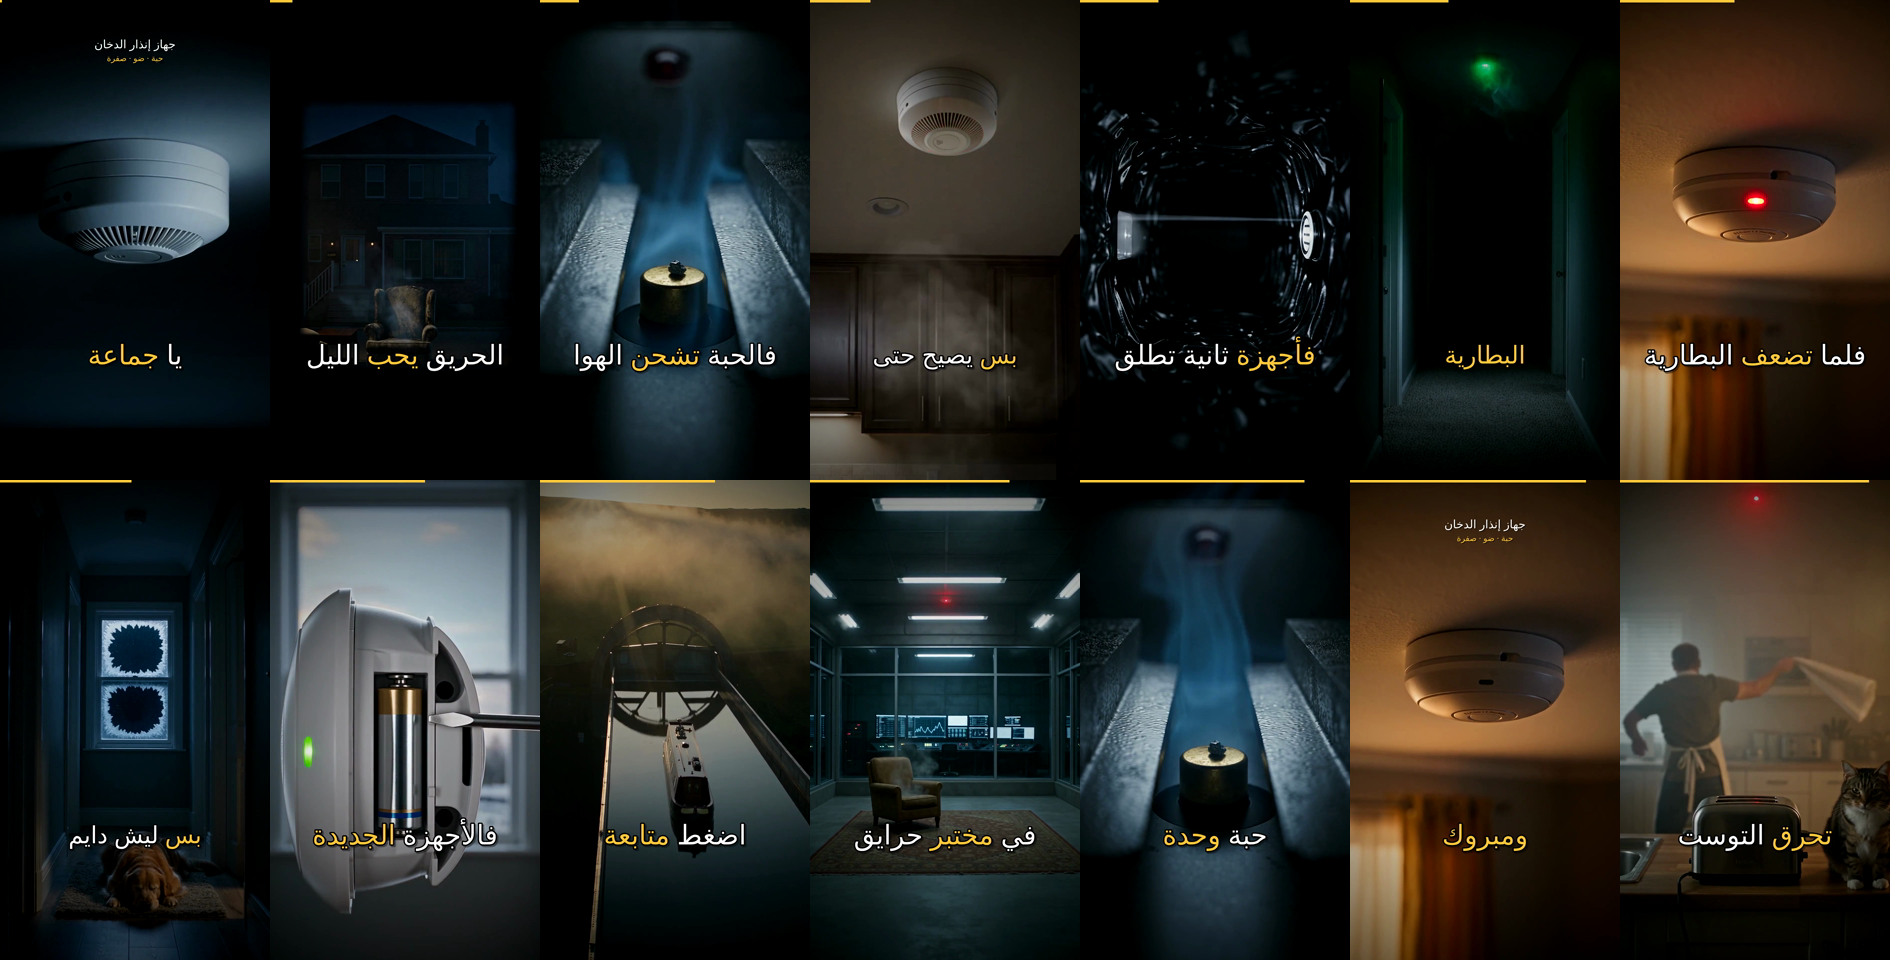 جهاز إنذار الدخان
حبة · ضو · صفرة
يا جماعة
الحريق يحب الليل
فالحبة تشحن الهوا
بس يصيح حتى
فأجهزة ثانية تطلق
البطارية
فلما تضعف البطارية
بس ليش دايم
فالأجهزة الجديدة
اضغط متابعة
في مختبر حرايق
حبة وحدة
جهاز إنذار الدخان
حبة · ضو · صفرة
ومبروك
تحرق التوست